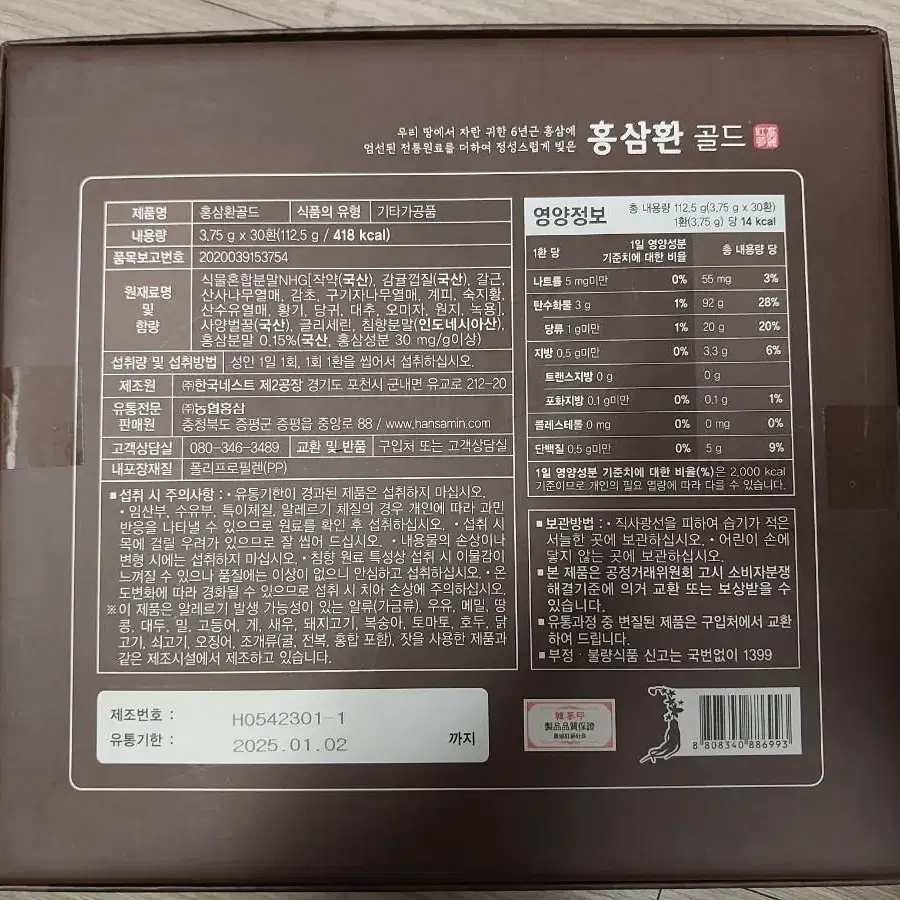 우리 땅에서 자란 귀한 6년근 홍삼에
엄선된 전통원료를 더하여 정성스럽게 빚은
홍삼환 골드
제품명 홍삼환골드 식품의 유형 기타가공품
내용량 3.75 g x 30환(112.5 g / 418 kcal)
품목보고번호 2020039153754
원재료명 및 함량
식물혼합분말NHG[작약(국산), 감귤껍질(국산), 갈근,
산사나무열매, 감초, 구기자나무열매, 계피, 숙지황,
산수유열매, 황기, 당귀, 대추, 오미자, 원지, 녹용],
사양벌꿀(국산), 글리세린, 침향분말(인도네시아산),
홍삼분말 0.15%(국산, 홍삼성분 30 mg/g이상)
섭취량 및 섭취방법 성인 1일 1회, 1회 1환을 씹어서 섭취하십시오.
제조원 ㈜한국네스트 제2공장 경기도 포천시 군내면 유교로 212-20
유통전문판매원
㈜농협홍삼
충청북도 증평군 증평읍 중앙로 88 / www.hansamin.com
고객상담실 080-346-3489 교환 및 반품 구입처 또는 고객상담실
내포장재질 폴리프로필렌(PP)
■ 섭취 시 주의사항 : • 유통기한이 경과된 제품은 섭취하지 마십시오.
• 임산부, 수유부, 특이체질, 알레르기 체질의 경우 개인에 따라 과민
반응을 나타낼 수 있으므로 원료를 확인 후 섭취하십시오. • 섭취 시
목에 걸릴 우려가 있으므로 잘 씹어 드십시오. • 내용물의 손상이나
변형 시에는 섭취하지 마십시오. • 침향 원료 특성상 섭취 시 이물감이
느껴질 수 있으나 품질에는 이상이 없으니 안심하고 섭취하십시오. • 온
도변화에 따라 경화될 수 있으므로 섭취 시 치아 손상에 주의하십시오.
※이 제품은 알레르기 발생 가능성이 있는 알류(가금류), 우유, 메밀, 땅
콩, 대두, 밀, 고등어, 게, 새우, 돼지고기, 복숭아, 토마토, 호두, 닭
고기, 쇠고기, 오징어, 조개류(굴, 전복, 홍합 포함), 잣을 사용한 제품과
같은 제조시설에서 제조하고 있습니다.
제조번호 : H0542301-1
유통기한 : 2025.01.02 까지
영양정보
총 내용량 112.5 g(3.75 g x 30환)
1환(3.75 g) 당 14 kcal
1환 당 1일 영양성분 기준치에 대한 비율 총 내용량 당
나트륨 5 mg미만 0% 55 mg 3%
탄수화물 3 g 1% 92 g 28%
당류 1 g미만 1% 20 g 20%
지방 0.5 g미만 0% 3.3 g 6%
트랜스지방 0 g 0 g
포화지방 0.1 g미만 0% 0.1 g 1%
콜레스테롤 0 mg 0% 0 mg 0%
단백질 0.5 g미만 0% 5 g 9%
1일 영양성분 기준치에 대한 비율(%)은 2,000 kcal
기준이므로 개인의 필요 열량에 따라 다를 수 있습니다.
■ 보관방법 : • 직사광선을 피하여 습기가 적은
서늘한 곳에 보관하십시오. • 어린이 손에
닿지 않는 곳에 보관하십시오.
■ 본 제품은 공정거래위원회 고시 소비자분쟁
해결기준에 의거 교환 또는 보상받을 수
있습니다.
■ 유통과정 중 변질된 제품은 구입처에서 교환
하여 드립니다.
■ 부정·불량식품 신고는 국번없이 1399
韓蔘印
製品品質保證
8 808340 886993